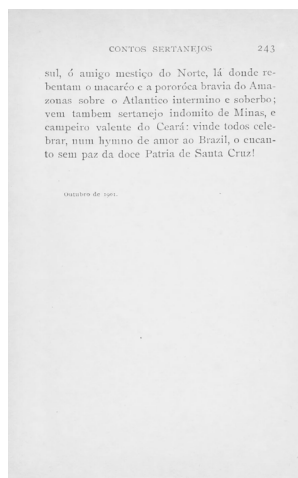 CONTOS SERTANEJOS 243
sul, ó amigo mestiço do Norte, lá donde re-
bentam o macaréo e a pororóca bravia do Ama-
zonas sobre o Atlantico intermino e soberbo;
vem tambem sertanejo indomito de Minas, e
campeiro valente do Ceará: vinde todos cele-
brar, num hymno de amor ao Brazil, o encan-
to sem paz da doce Patria de Santa Cruz!
Outubro de 1901.